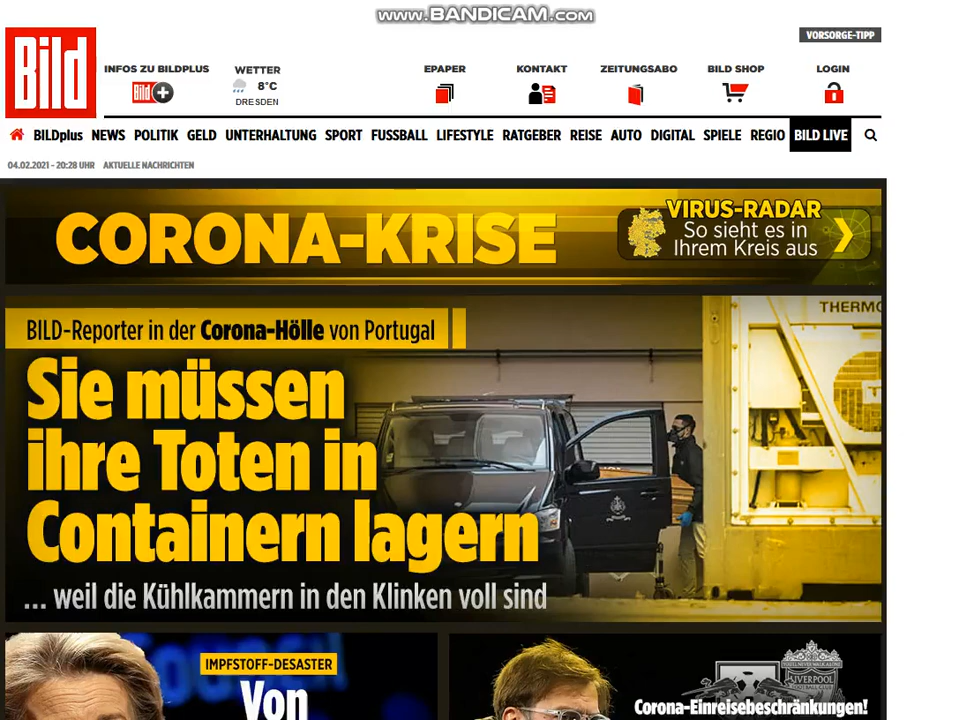 www.BANDICAM.com
VORSORGE-TIPP
Bild
INFOS ZU BILDPLUS
WETTER
EPAPER
KONTAKT
ZEITUNGSABO
BILD SHOP
LOGIN
Bild +
8°C
DRESDEN
BILDplus NEWS POLITIK GELD UNTERHALTUNG SPORT FUSSBALL LIFESTYLE RATGEBER REISE AUTO DIGITAL SPIELE REGIO BILD LIVE
04.02.2021 - 20:28 UHR AKTUELLE NACHRICHTEN
CORONA-KRISE
VIRUS-RADAR
So sieht es in
Ihrem Kreis aus
THERMO
BILD-Reporter in der Corona-Hölle von Portugal
Sie müssen
ihre Toten in
Containern lagern
... weil die Kühlkammern in den Klinken voll sind
IMPFSTOFF-DESASTER
Von
LIVERPOOL
Corona-Einreisebeschränkungen!